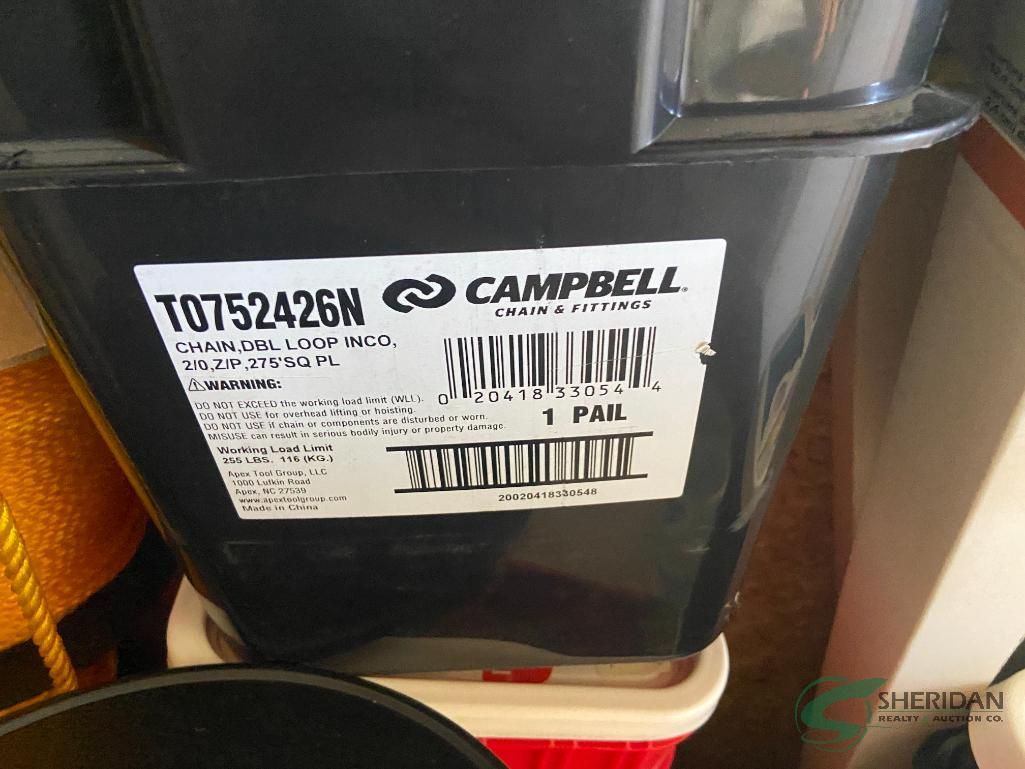 T0752426N
CAMPBELL®
CHAIN & FITTINGS
CHAIN,DBL LOOP INCO,
2/0,Z/P,275'SQ PL
⚠WARNING:
DO NOT EXCEED the working load limit (WLL).
DO NOT USE for overhead lifting or hoisting.
DO NOT USE if chain or components are disturbed or worn.
MISUSE can result in serious bodily injury or property damage.
Working Load Limit
255 LBS. 116 (KG.)
Apex Tool Group, LLC
1000 Lufkin Road
Apex, NC 27539
www.apextoolgroup.com
Made in China
0 20418 33054 4
1 PAIL
20020418330548
SHERIDAN
REALTY & AUCTION CO.